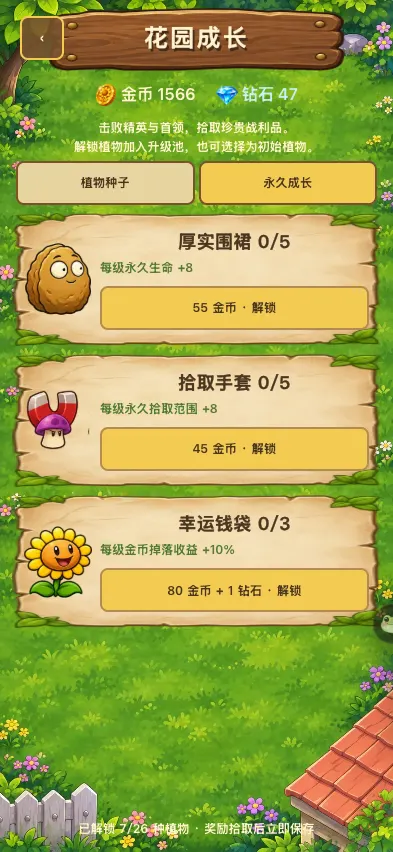 花园成长
金币 1566 钻石 47
击败精英与首领，拾取珍贵战利品。
解锁植物加入升级池，也可选择为初始植物。
植物种子 永久成长
厚实围裙 0/5
每级永久生命 +8
55 金币 · 解锁
拾取手套 0/5
每级永久拾取范围 +8
45 金币 · 解锁
幸运钱袋 0/3
每级金币掉落收益 +10%
80 金币 + 1 钻石 · 解锁
已解锁 7/26 种植物 · 奖励拾取后立即保存